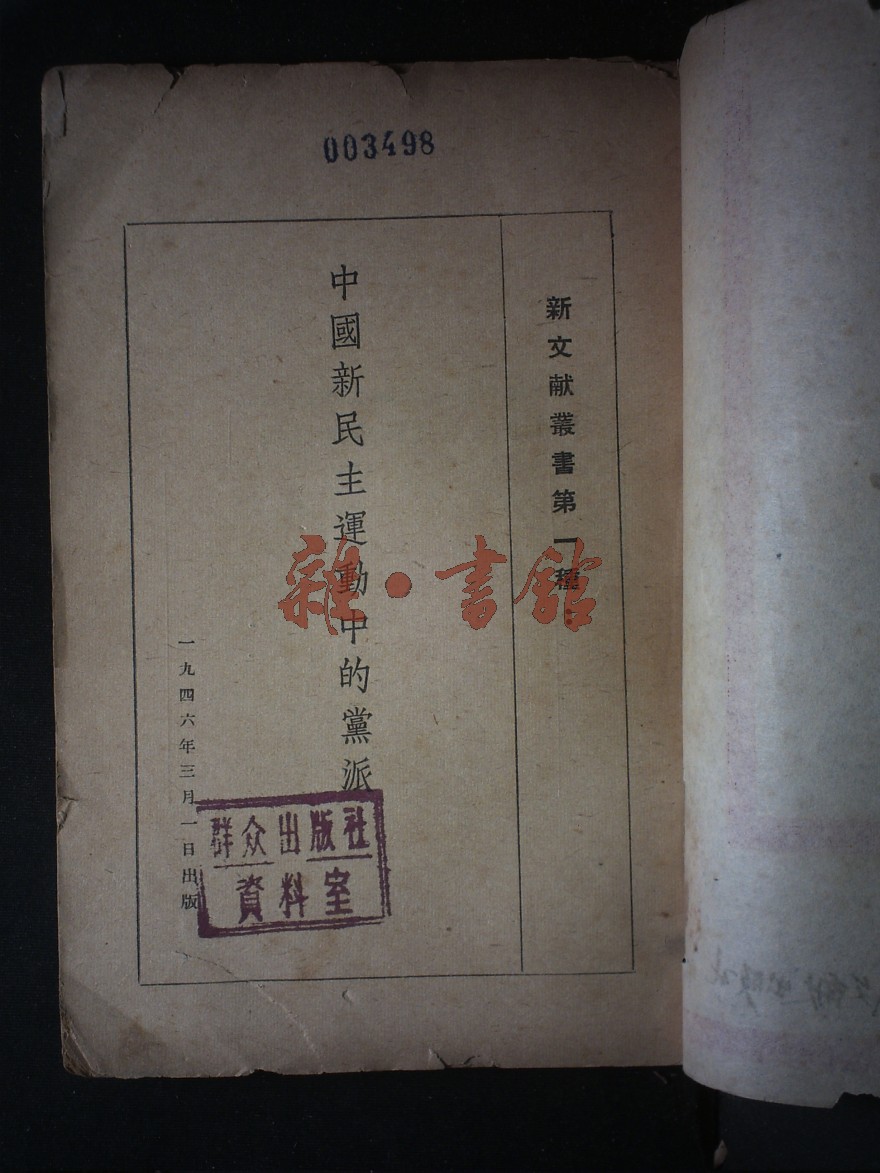 003498
新文献叢書第一種：
中國新民主運動中的黨派
一九四六年三月一日出版
群众出版社
資料室
雜·書館